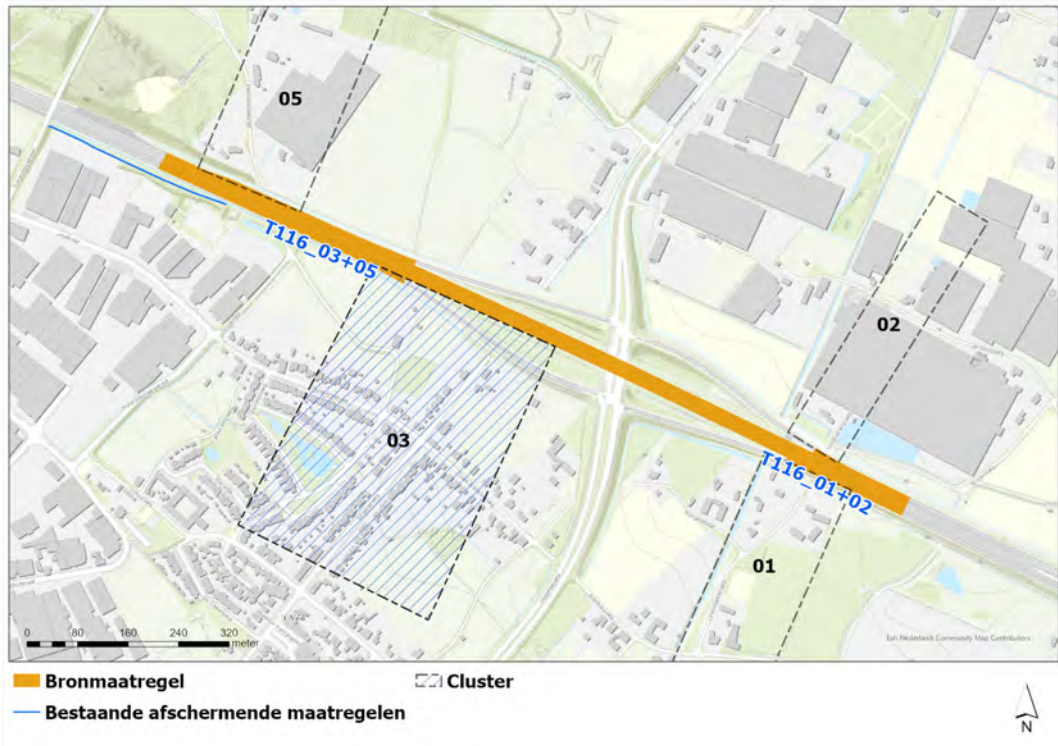 05
T116_03+05
02
03
T116_01+02
01
0 80 160 240 320
meter
Esri Nederland, Community Map Contributors
Bronmaatregel
Cluster
Bestaande afschermende maatregelen
N